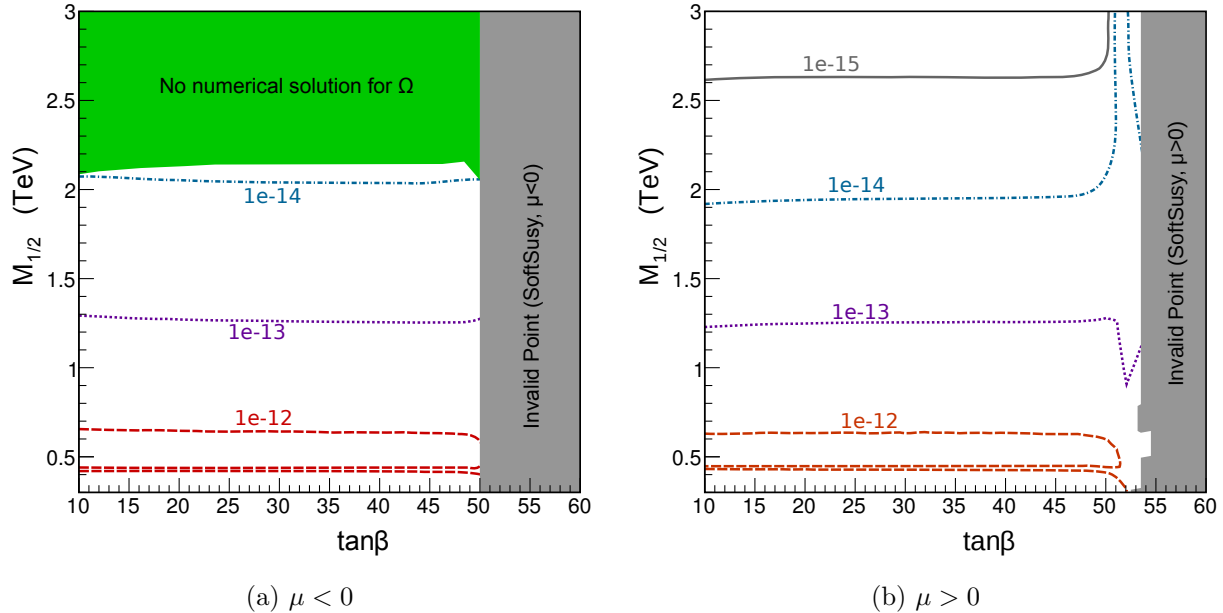 3
2.5
2
1.5
1
0.5
M1/2 (TeV)
No numerical solution for Ω
1e-14
1e-13
1e-12
Invalid Point (SoftSusy, μ<0)
10 15 20 25 30 35 40 45 50 55 60
tanβ
(a) μ < 0
3
2.5
2
1.5
1
0.5
M1/2 (TeV)
1e-15
1e-14
1e-13
1e-12
Invalid Point (SoftSusy, μ>0)
10 15 20 25 30 35 40 45 50 55 60
tanβ
(b) μ > 0